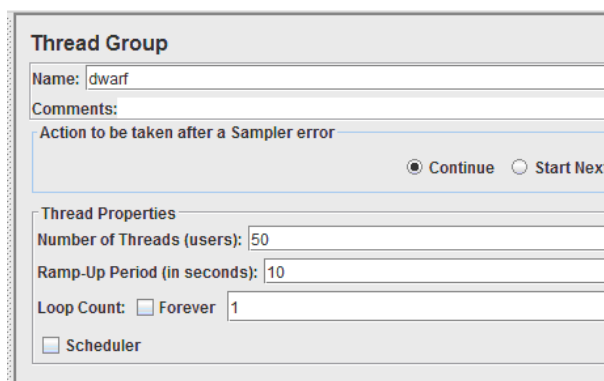 Thread Group
Name: dwarf
Comments:
Action to be taken after a Sampler error
Continue Start Nex
Thread Properties
Number of Threads (users): 50
Ramp-Up Period (in seconds): 10
Loop Count: Forever 1
Scheduler